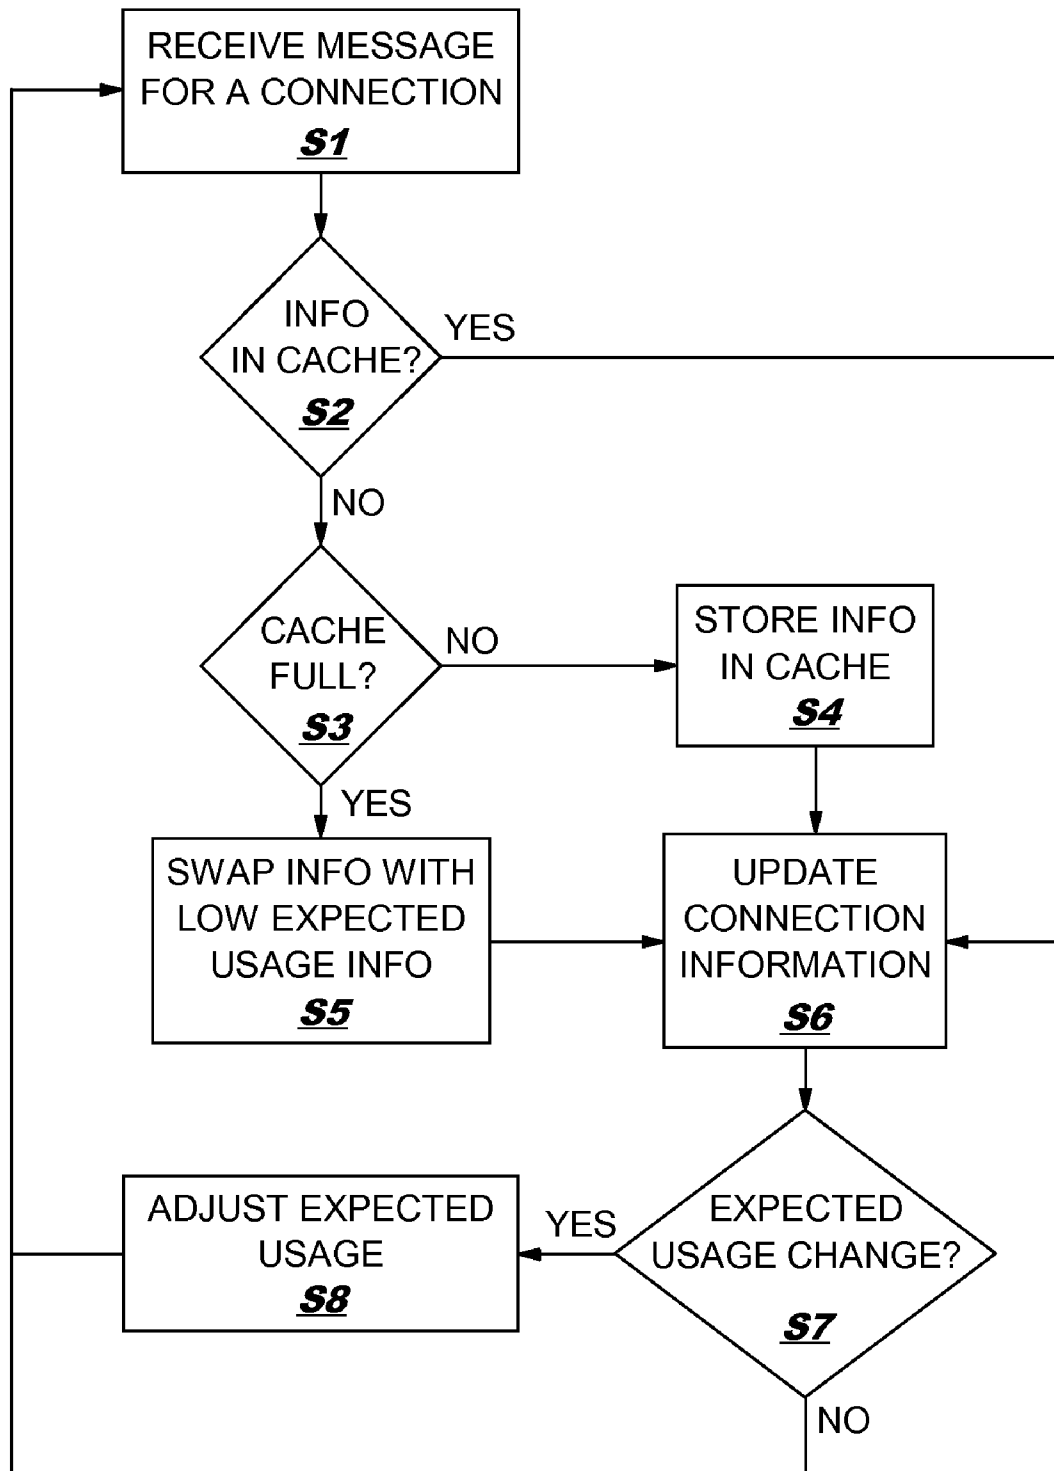 RECEIVE MESSAGE
FOR A CONNECTION
S1
INFO
IN CACHE?
S2
YES
NO
CACHE
FULL?
S3
NO
STORE INFO
IN CACHE
S4
YES
SWAP INFO WITH
LOW EXPECTED
USAGE INFO
S5
UPDATE
CONNECTION
INFORMATION
S6
ADJUST EXPECTED
USAGE
S8
YES
EXPECTED
USAGE CHANGE?
S7
NO